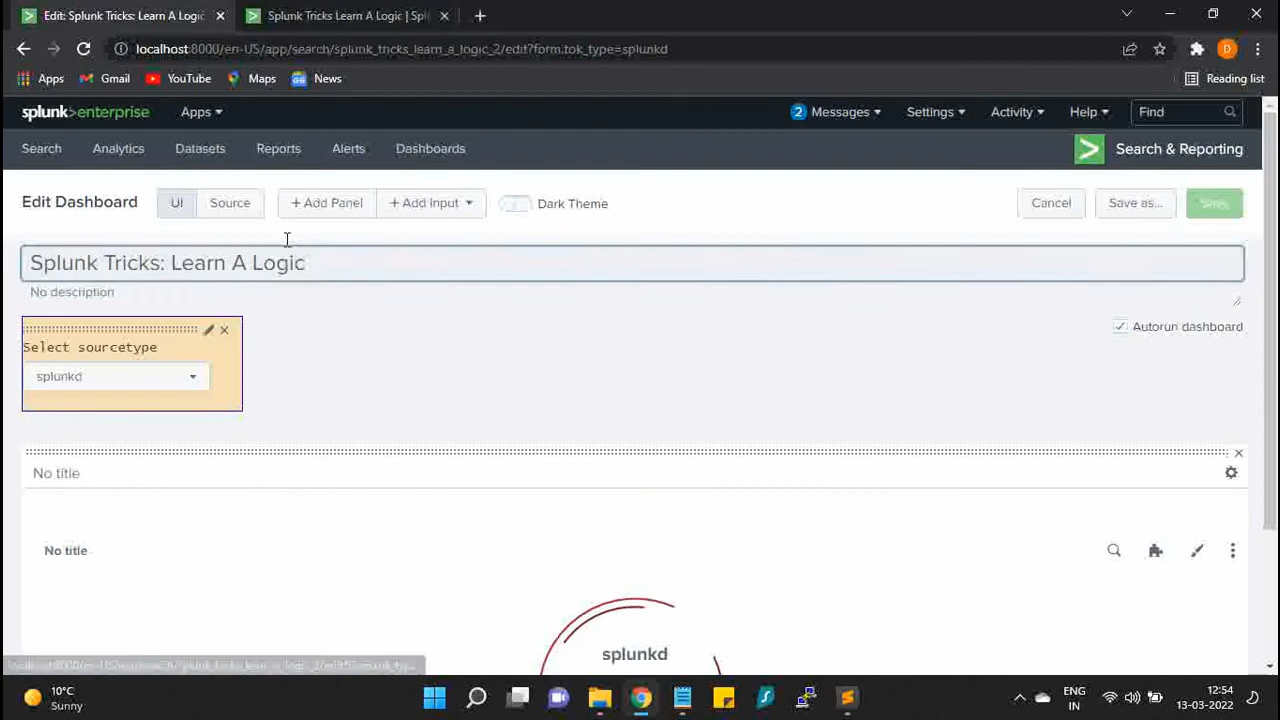 Edit: Splunk Tricks: Learn A Logic
Splunk Tricks Learn A Logic | Spl
localhost:8000/en-US/app/search/splunk_tricks_learn_a_logic_2/edit?form.tok_type=splunkd
Apps
Gmail
YouTube
Maps
News
Reading list
splunk>enterprise
Apps
2
Messages
Settings
Activity
Help
Find
Search
Analytics
Datasets
Reports
Alerts
Dashboards
Search & Reporting
Edit Dashboard
UI
Source
+ Add Panel
+ Add Input
Dark Theme
Cancel
Save as...
Save
Splunk Tricks: Learn A Logic
No description
Autorun dashboard
Select sourcetype
splunkd
No title
No title
splunkd
10°C
Sunny
ENG
IN
12:54
13-03-2022